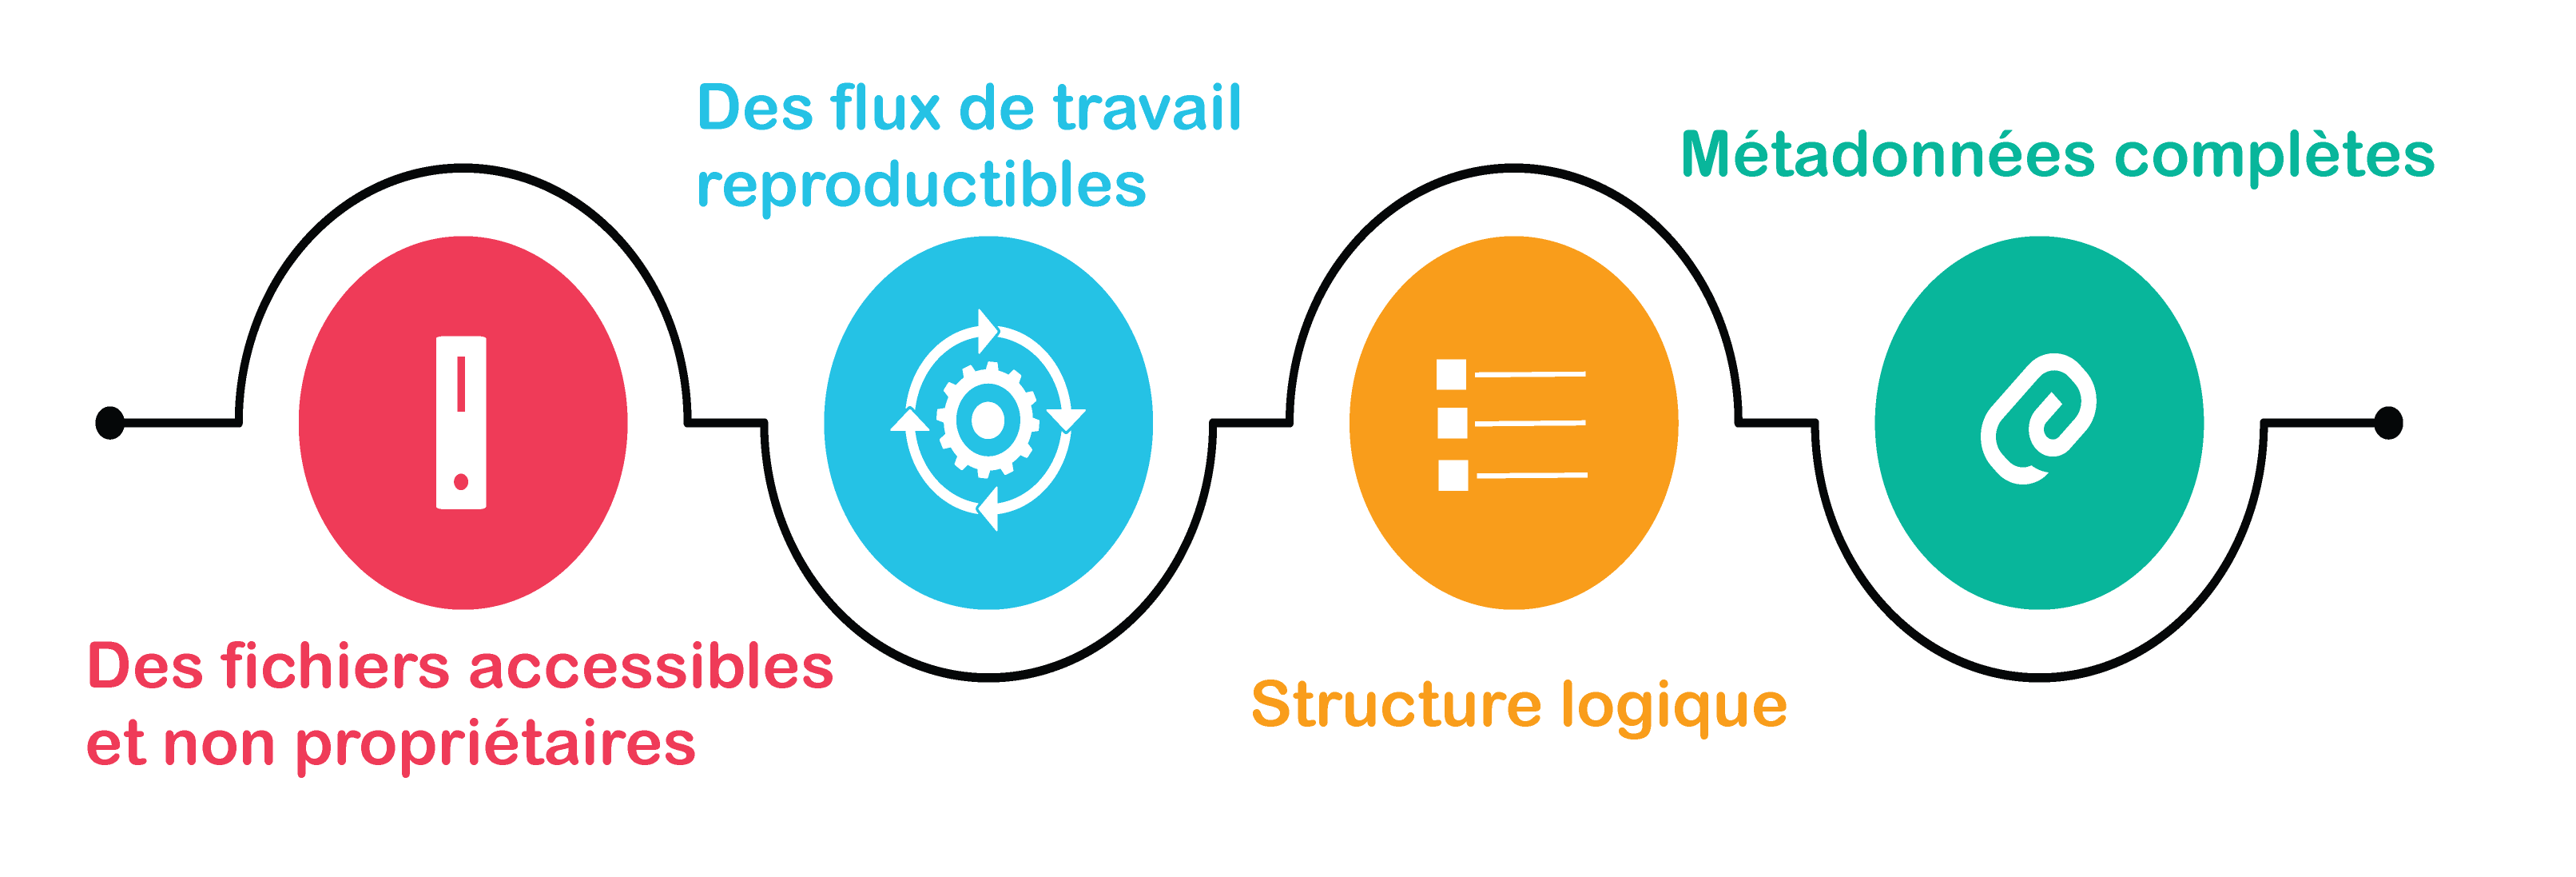 Des fichiers accessibles
et non propriétaires
Des flux de travail
reproductibles
Structure logique
Métadonnées complètes